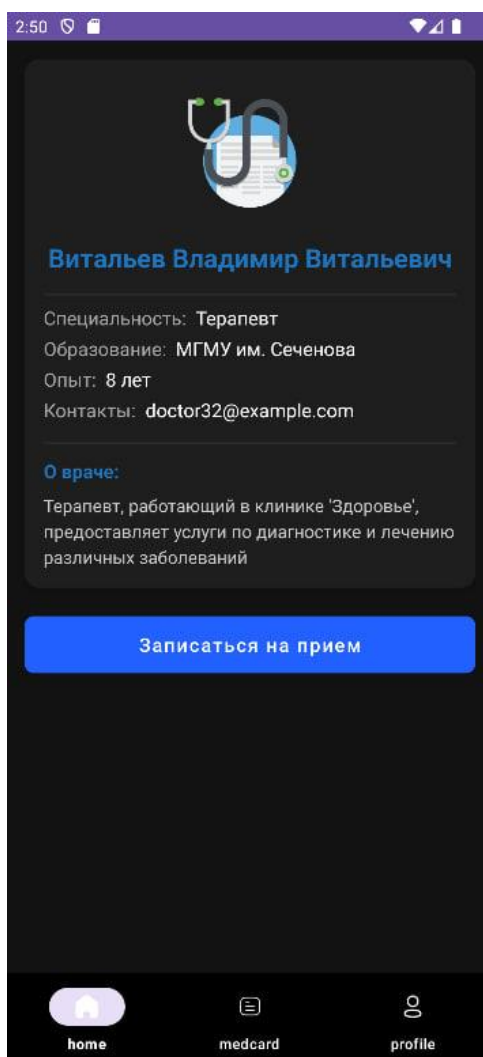 2:50
Витальев Владимир Витальевич
Специальность: Терапевт
Образование: МГМУ им. Сеченова
Опыт: 8 лет
Контакты: doctor32@example.com
О враче:
Терапевт, работающий в клинике 'Здоровье',
предоставляет услуги по диагностике и лечению
различных заболеваний
Записаться на прием
home medcard profile